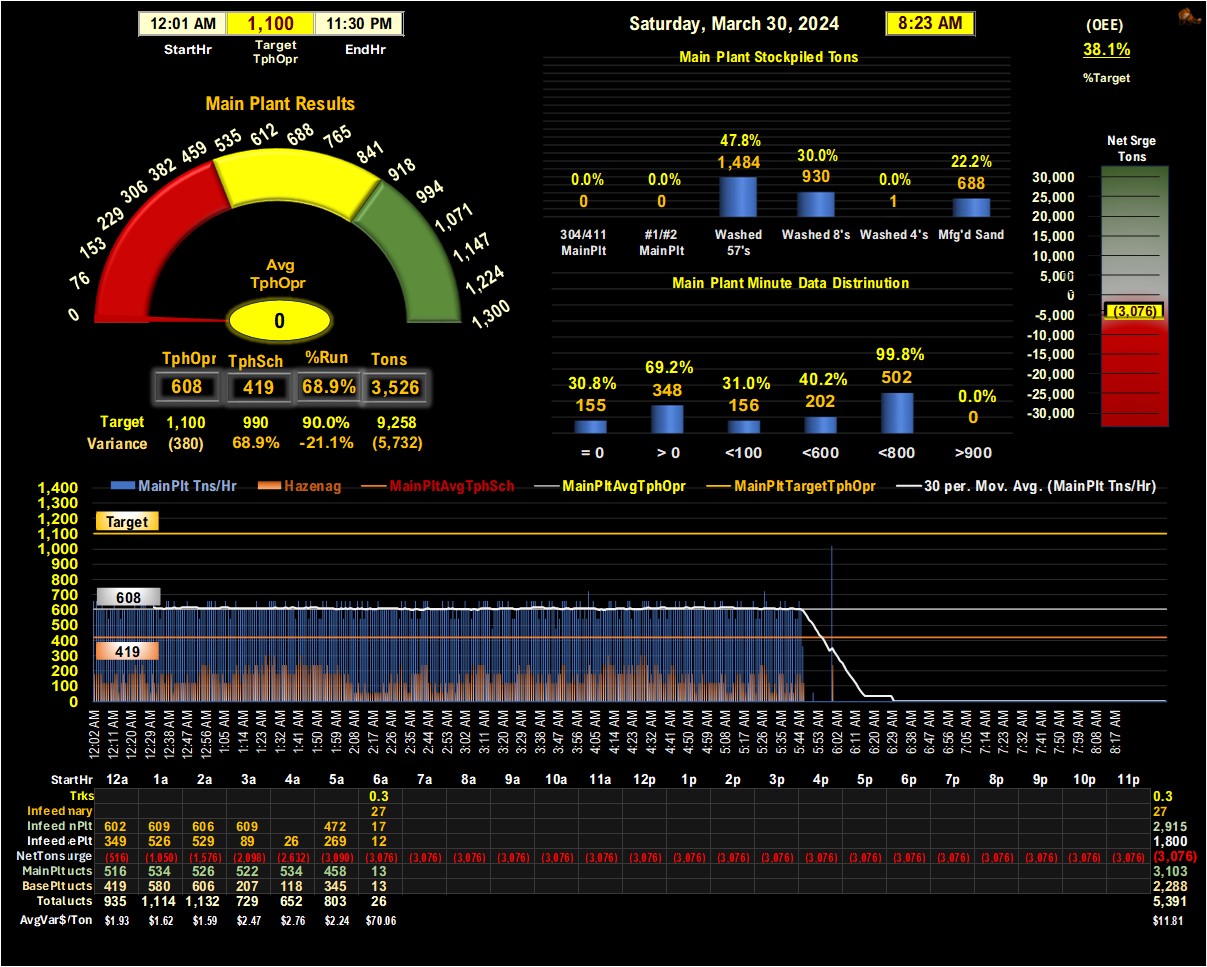 12:01 AM 1,100 11:30 PM
StartHr Target TphOpr EndHr
Saturday, March 30, 2024 8:23 AM
(OEE)
38.1%
%Target
Main Plant Results
0 76 153 229 306 382 459 535 612 688 765 841 918 994 1,071 1,147 1,224 1,300
Avg
TphOpr
0
TphOpr TphSch %Run Tons
608 419 68.9% 3,526
Target 1,100 990 90.0% 9,258
Variance (380) 68.9% -21.1% (5,732)
Main Plant Stockpiled Tons
0.0% 0.0% 47.8% 30.0% 0.0% 22.2%
0 0 1,484 930 1 688
304/411 MainPlt #1/#2 MainPlt Washed 57's Washed 8's Washed 4's Mfg'd Sand
Main Plant Minute Data Distrinution
30.8% 69.2% 31.0% 40.2% 99.8% 0.0%
155 348 156 202 502 0
= 0 > 0 <100 <600 <800 >900
Net Srge
Tons
30,000
25,000
20,000
15,000
10,000
5,000
0
-5,000
-10,000
-15,000
-20,000
-25,000
-30,000
(3,076)
MainPlt Tns/Hr Hazenag MainPltAvgTphSch MainPltAvgTphOpr MainPltTargetTphOpr 30 per. Mov. Avg. (MainPlt Tns/Hr)
1,400
1,300
1,200
1,100
1,000
900
800
700
600
500
400
300
200
100
0
Target
608
419
12:02 AM 12:11 AM 12:20 AM 12:29 AM 12:38 AM 12:47 AM 12:56 AM 1:05 AM 1:14 AM 1:23 AM 1:32 AM 1:41 AM 1:50 AM 1:59 AM 2:08 AM 2:17 AM 2:26 AM 2:35 AM 2:44 AM 2:53 AM 3:02 AM 3:11 AM 3:20 AM 3:29 AM 3:38 AM 3:47 AM 3:56 AM 4:05 AM 4:14 AM 4:23 AM 4:32 AM 4:41 AM 4:50 AM 4:59 AM 5:08 AM 5:17 AM 5:26 AM 5:35 AM 5:44 AM 5:53 AM 6:02 AM 6:11 AM 6:20 AM 6:29 AM 6:38 AM 6:47 AM 6:56 AM 7:05 AM 7:14 AM 7:23 AM 7:32 AM 7:41 AM 7:50 AM 7:59 AM 8:08 AM 8:17 AM
StartHr 12a 1a 2a 3a 4a 5a 6a 7a 8a 9a 10a 11a 12p 1p 2p 3p 4p 5p 6p 7p 8p 9p 10p 11p
Trks 0.3 0.3
Infeed nary 27 27
Infeed nPlt 602 609 606 609 472 17 2,915
Infeed ePlt 349 526 529 89 26 269 12 1,800
NetTons urge (516) (1,050) (1,576) (2,098) (2,632) (3,090) (3,076) (3,076) (3,076) (3,076) (3,076) (3,076) (3,076) (3,076) (3,076) (3,076) (3,076) (3,076) (3,076) (3,076) (3,076) (3,076) (3,076) (3,076) (3,076)
MainPlt ucts 516 534 526 522 534 458 13 3,103
BasePlt ucts 419 580 606 207 118 345 13 2,288
Total ucts 935 1,114 1,132 729 652 803 26 5,391
AvgVar$/Ton $1.93 $1.62 $1.59 $2.47 $2.76 $2.24 $70.06 $11.81